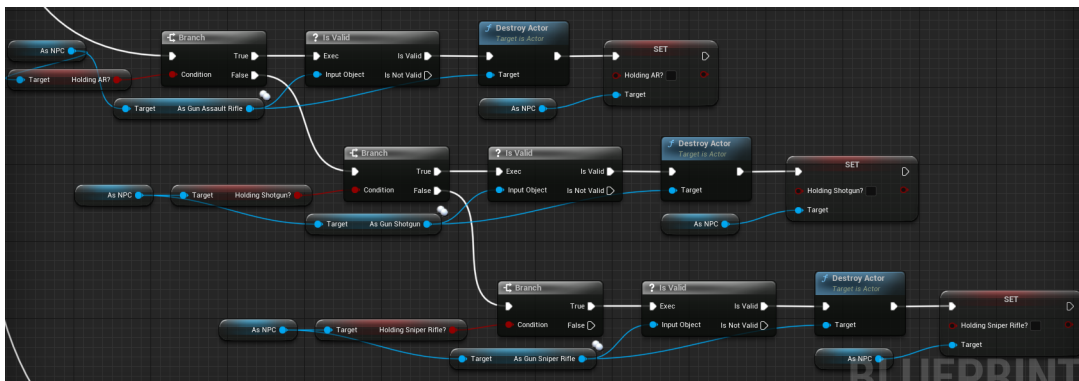 Branch
? Is Valid
f Destroy Actor
Target is Actor
SET
As NPC
True
Exec
Is Valid
Condition
False
Input Object
Is Not Valid
Target
Holding AR?
Target
Holding AR?
Target
As Gun Assault Rifle
As NPC
Target
Branch
? Is Valid
f Destroy Actor
Target is Actor
SET
True
Exec
Is Valid
As NPC
Target
Holding Shotgun?
Condition
False
Input Object
Is Not Valid
Target
Holding Shotgun?
Target
As Gun Shotgun
As NPC
Target
Branch
? Is Valid
f Destroy Actor
Target is Actor
SET
True
Exec
Is Valid
As NPC
Target
Holding Sniper Rifle?
Condition
False
Input Object
Is Not Valid
Target
Holding Sniper Rifle?
Target
As Gun Sniper Rifle
As NPC
Target
BLUEPRINT